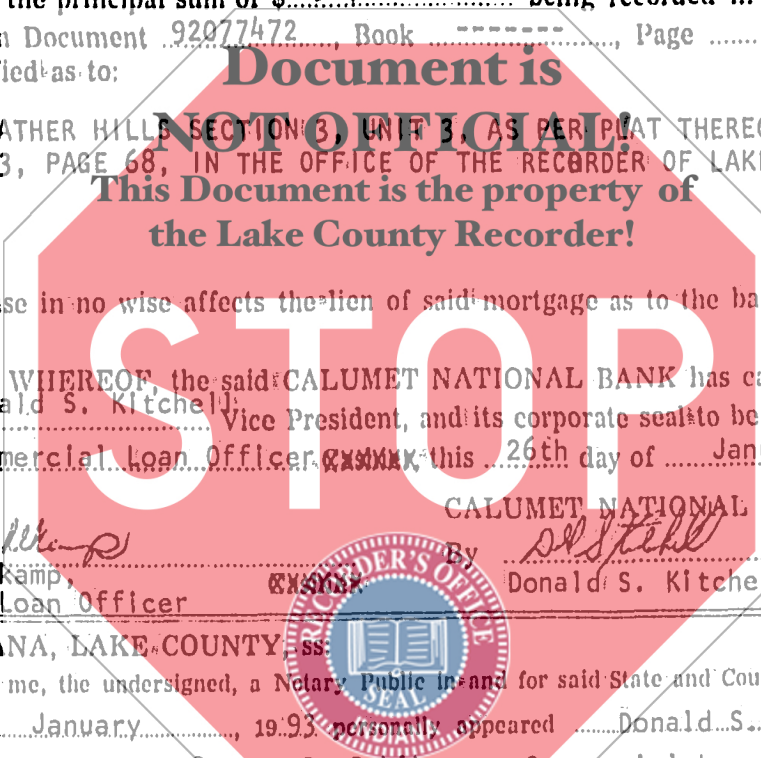 the principal sum of $ being recorded
Document 92077472, Book -------, Page
fied as to:
Document is
NOT OFFICIAL!
ATHER HILLS SECTION 3, UNIT 3, AS PER PLAT THEREO
3, PAGE 68, IN THE OFFICE OF THE RECORDER OF LAKE
This Document is the property of
the Lake County Recorder!
se in no wise affects the lien of said mortgage as to the ba
STOP
WHEREOF, the said CALUMET NATIONAL BANK has ca
ald S. Kitchell, Vice President, and its corporate seal to be
mercial Loan Officer XXXXXX, this 26th day of Jan
CALUMET NATIONAL
By
kamp, Donald S. Kitche
Loan Officer
RECORDER'S OFFICE
SEAL
INDIANA
ANA, LAKE COUNTY, ss:
me, the undersigned, a Notary Public in and for said State and Cou
January, 1993 personally appeared Donald S.